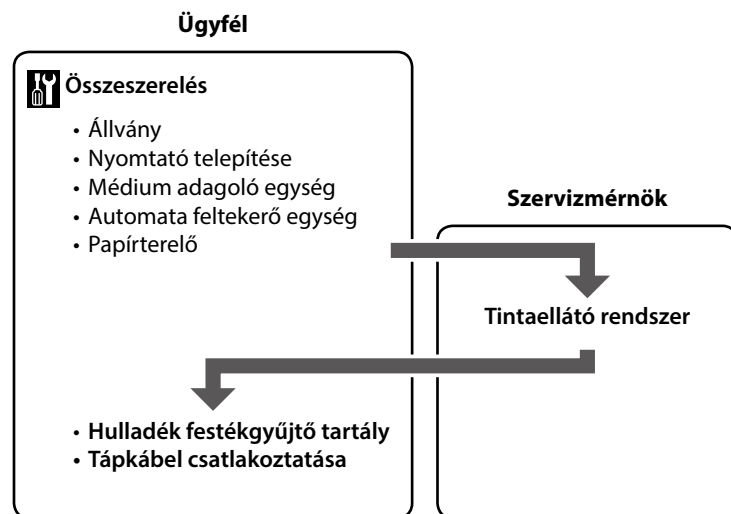 Ügyfél
Összeszerelés
• Állvány
• Nyomtató telepítése
• Médium adagoló egység
• Automata feltekerő egység
• Papírterelő
Szervizmérnök
Tintaellátó rendszer
• Hulladék festékgyűjtő tartály
• Tápkábel csatlakoztatása